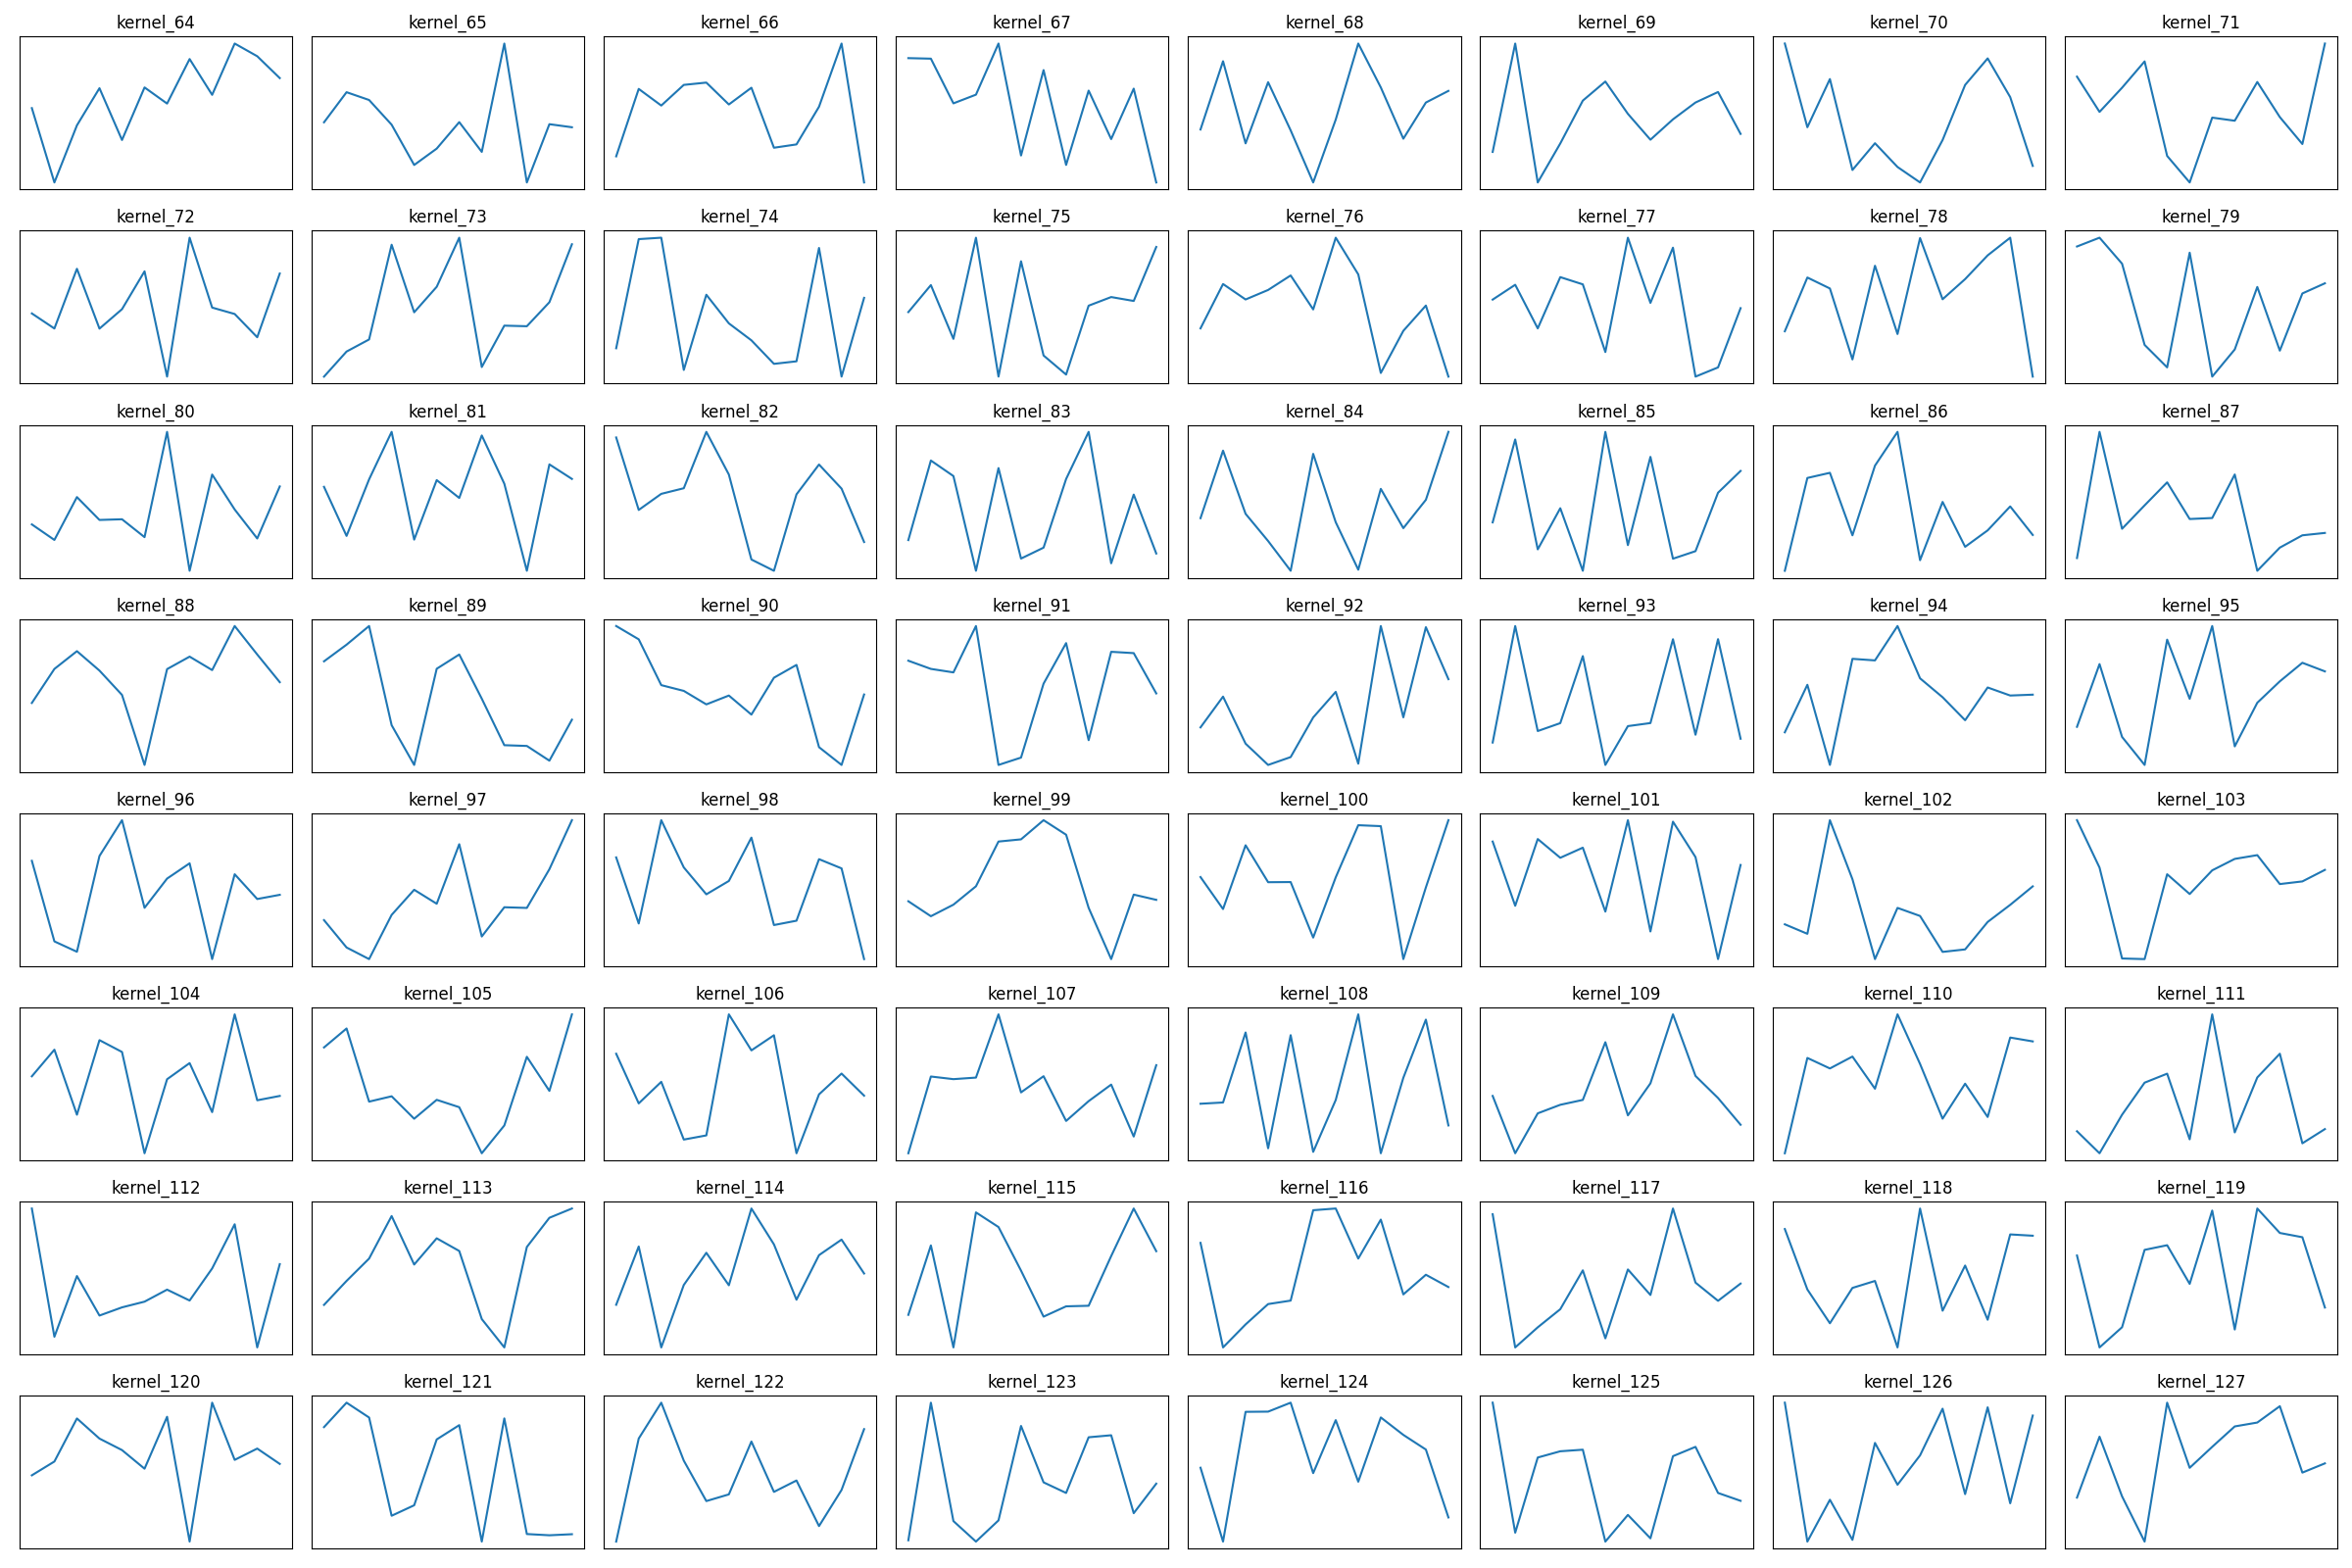 kernel_64 kernel_65 kernel_66 kernel_67 kernel_68 kernel_69 kernel_70 kernel_71
kernel_72 kernel_73 kernel_74 kernel_75 kernel_76 kernel_77 kernel_78 kernel_79
kernel_80 kernel_81 kernel_82 kernel_83 kernel_84 kernel_85 kernel_86 kernel_87
kernel_88 kernel_89 kernel_90 kernel_91 kernel_92 kernel_93 kernel_94 kernel_95
kernel_96 kernel_97 kernel_98 kernel_99 kernel_100 kernel_101 kernel_102 kernel_103
kernel_104 kernel_105 kernel_106 kernel_107 kernel_108 kernel_109 kernel_110 kernel_111
kernel_112 kernel_113 kernel_114 kernel_115 kernel_116 kernel_117 kernel_118 kernel_119
kernel_120 kernel_121 kernel_122 kernel_123 kernel_124 kernel_125 kernel_126 kernel_127